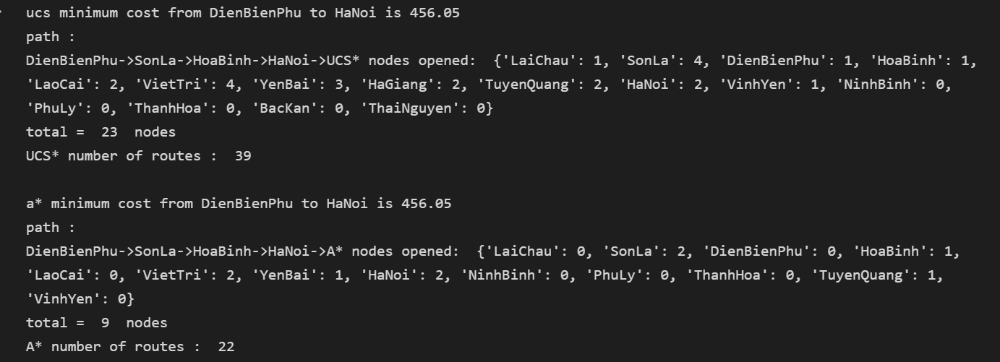 ucs minimum cost from DienBienPhu to HaNoi is 456.05
path :
DienBienPhu->SonLa->HoaBinh->HaNoi->UCS* nodes opened:  {'LaiChau': 1, 'SonLa': 4, 'DienBienPhu': 1, 'HoaBinh': 1,
'LaoCai': 2, 'VietTri': 4, 'YenBai': 3, 'HaGiang': 2, 'TuyenQuang': 2, 'HaNoi': 2, 'VinhYen': 1, 'NinhBinh': 0,
'PhuLy': 0, 'ThanhHoa': 0, 'BacKan': 0, 'ThaiNguyen': 0}
total =  23  nodes
UCS* number of routes :  39
a* minimum cost from DienBienPhu to HaNoi is 456.05
path :
DienBienPhu->SonLa->HoaBinh->HaNoi->A* nodes opened:  {'LaiChau': 0, 'SonLa': 2, 'DienBienPhu': 0, 'HoaBinh': 1,
'LaoCai': 0, 'VietTri': 2, 'YenBai': 1, 'HaNoi': 2, 'NinhBinh': 0, 'PhuLy': 0, 'ThanhHoa': 0, 'TuyenQuang': 1,
'VinhYen': 0}
total =  9  nodes
A* number of routes :  22